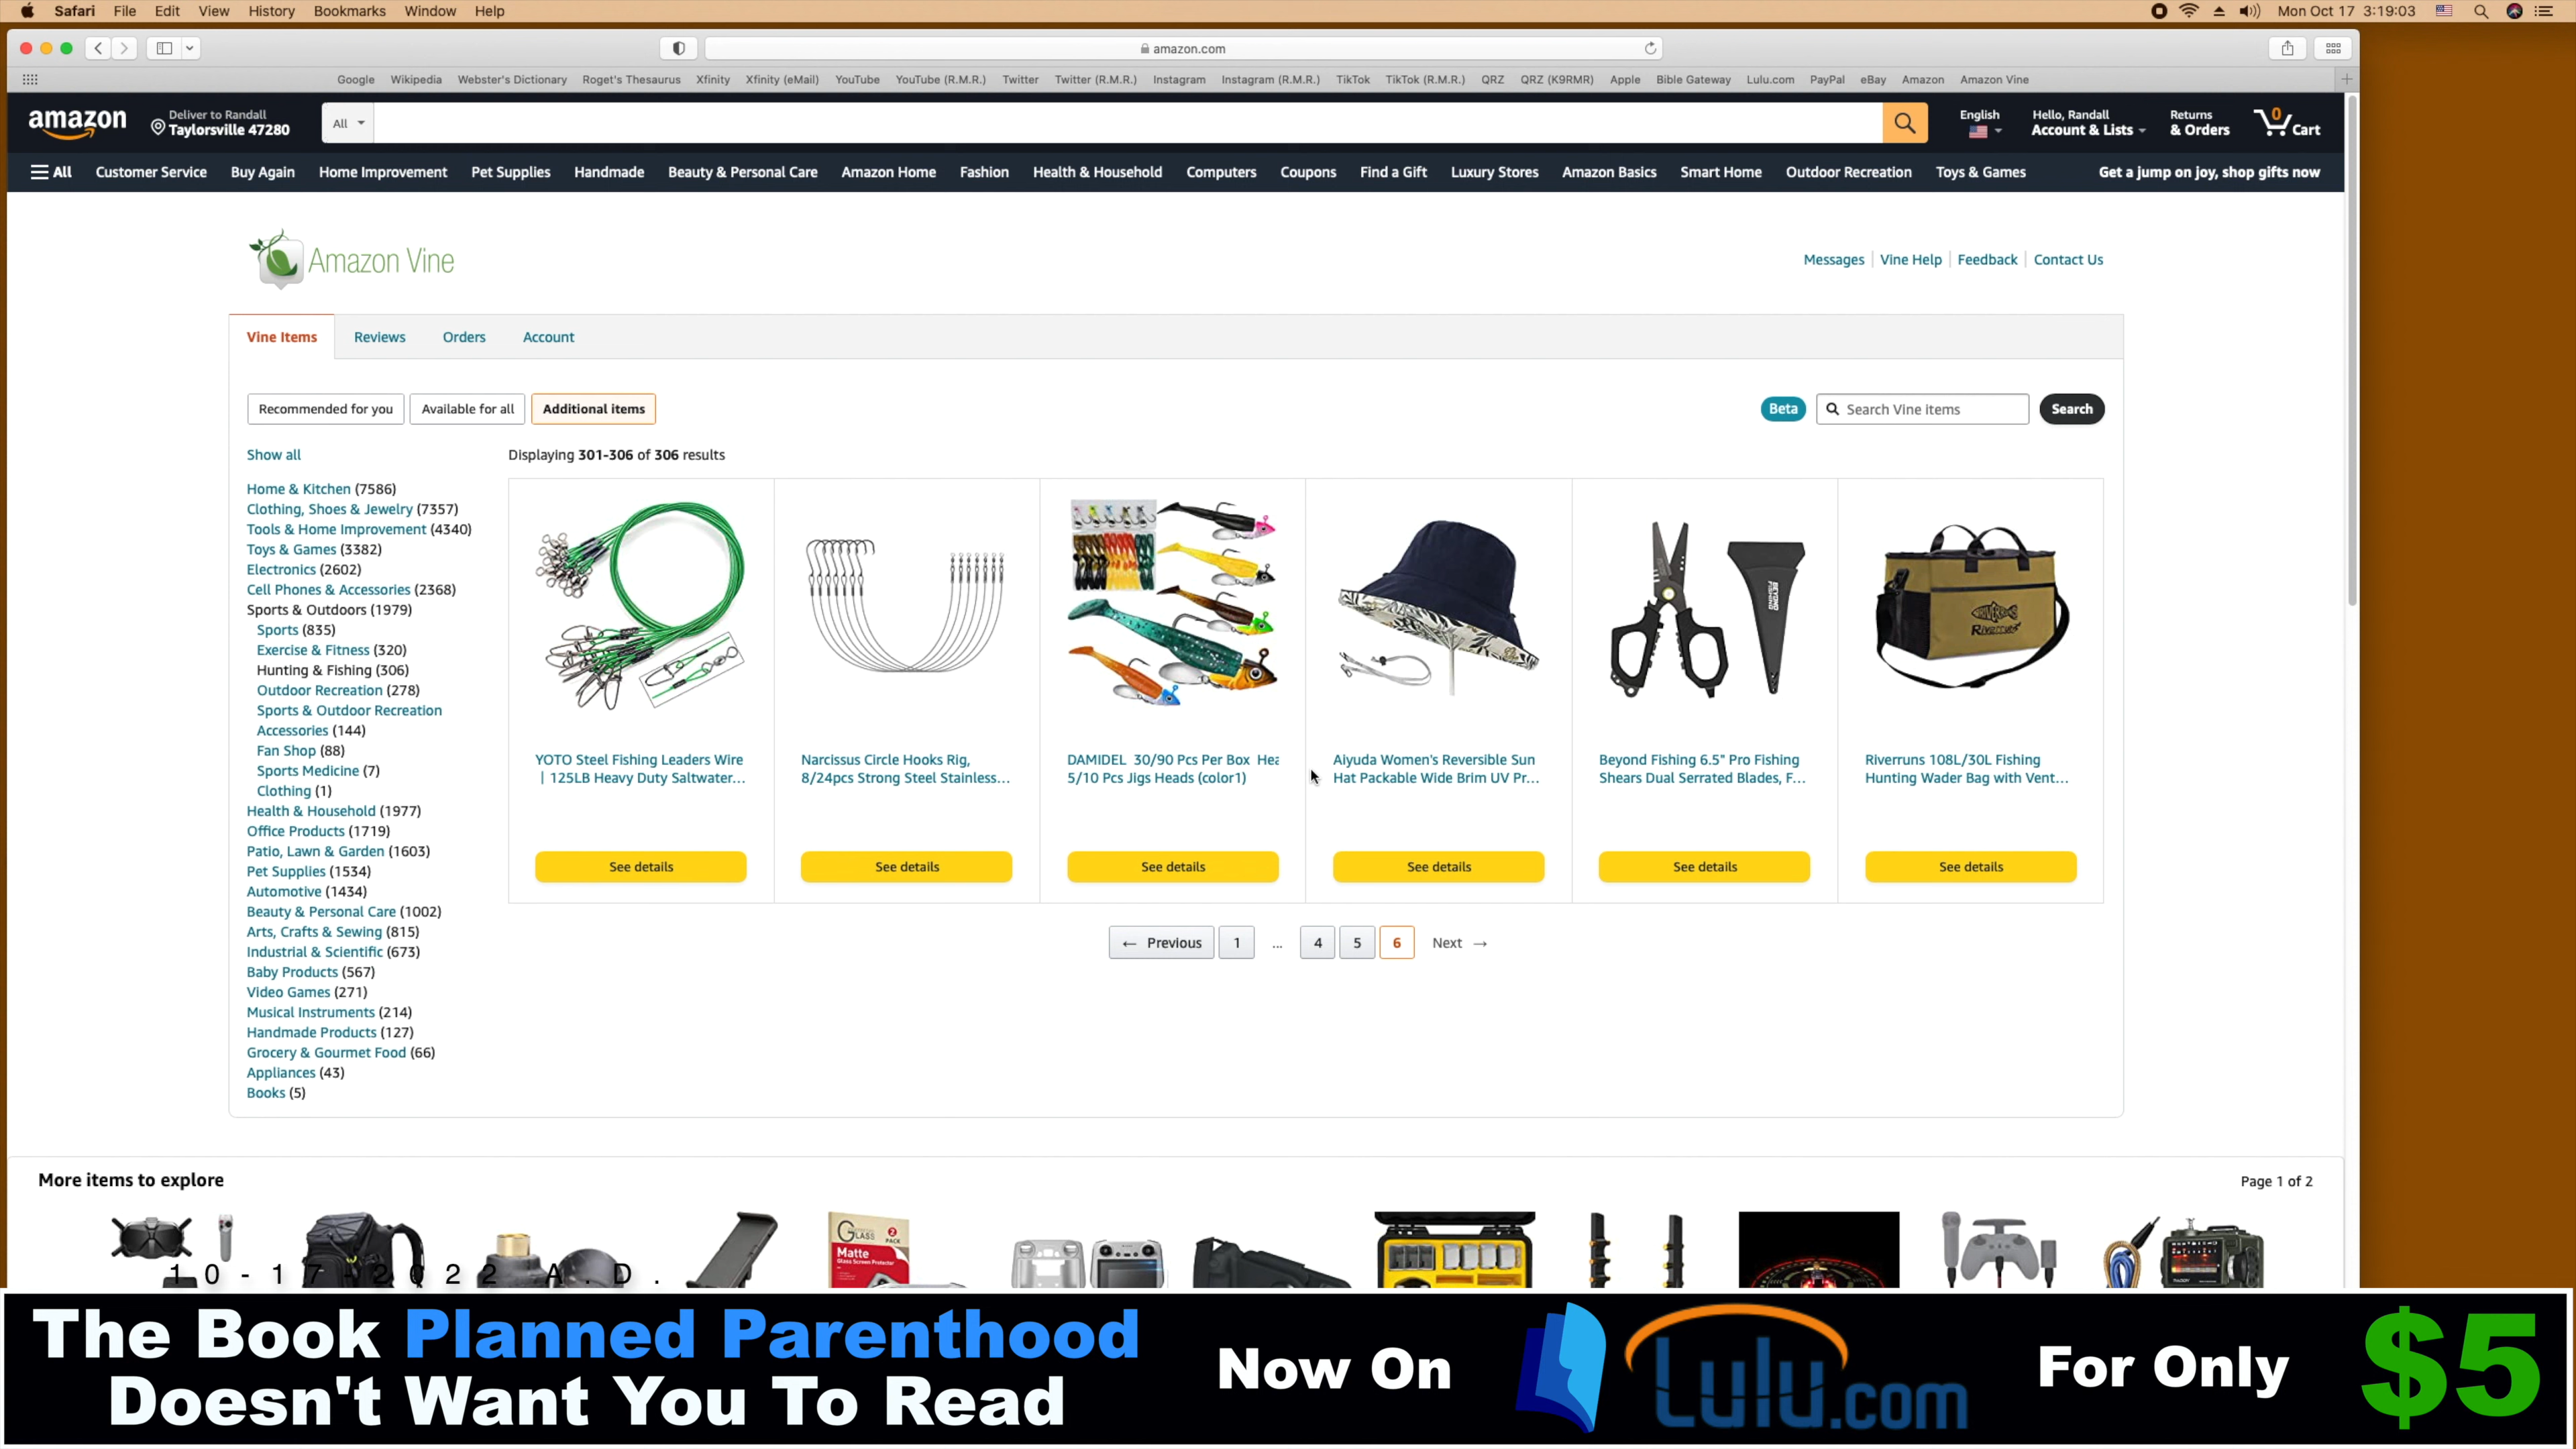 Safari File Edit View History Bookmarks Window Help Mon Oct 17 3:19:03
amazon.com
Google Wikipedia Webster's Dictionary Roget's Thesaurus Xfinity Xfinity (eMail) YouTube YouTube (R.M.R.) Twitter Twitter (R.M.R.) Instagram Instagram (R.M.R.) TikTok TikTok (R.M.R.) QRZ QRZ (K9RMR) Apple Bible Gateway Lulu.com PayPal eBay Amazon Amazon Vine
amazon Deliver to Randall Taylorsville 47280 All English Hello, Randall Account & Lists Returns & Orders 0 Cart
All Customer Service Buy Again Home Improvement Pet Supplies Handmade Beauty & Personal Care Amazon Home Fashion Health & Household Computers Coupons Find a Gift Luxury Stores Amazon Basics Smart Home Outdoor Recreation Toys & Games Get a jump on joy, shop gifts now
Amazon Vine
Messages Vine Help Feedback Contact Us
Vine Items Reviews Orders Account
Recommended for you Available for all Additional items Beta Search Vine items Search
Show all
Displaying 301-306 of 306 results
Home & Kitchen (7586)
Clothing, Shoes & Jewelry (7357)
Tools & Home Improvement (4340)
Toys & Games (3382)
Electronics (2602)
Cell Phones & Accessories (2368)
Sports & Outdoors (1979)
Sports (835)
Exercise & Fitness (320)
Hunting & Fishing (306)
Outdoor Recreation (278)
Sports & Outdoor Recreation
Accessories (144)
Fan Shop (88)
Sports Medicine (7)
Clothing (1)
Health & Household (1977)
Office Products (1719)
Patio, Lawn & Garden (1603)
Pet Supplies (1534)
Automotive (1434)
Beauty & Personal Care (1002)
Arts, Crafts & Sewing (815)
Industrial & Scientific (673)
Baby Products (567)
Video Games (271)
Musical Instruments (214)
Handmade Products (127)
Grocery & Gourmet Food (66)
Appliances (43)
Books (5)
YOTO Steel Fishing Leaders Wire
| 125LB Heavy Duty Saltwater...
See details
Narcissus Circle Hooks Rig,
8/24pcs Strong Steel Stainless...
See details
DAMIDEL 30/90 Pcs Per Box Hea
5/10 Pcs Jigs Heads (color1)
See details
Aiyuda Women's Reversible Sun
Hat Packable Wide Brim UV Pr...
See details
BEYOND FISHING
Beyond Fishing 6.5" Pro Fishing
Shears Dual Serrated Blades, F...
See details
RIVERRUNS
Riverruns 108L/30L Fishing
Hunting Wader Bag with Vent...
See details
← Previous 1 ... 4 5 6 Next →
More items to explore
Page 1 of 2
GLASS 2 PACK
Matte
10-17-2022 A.D.
The Book Planned Parenthood
Doesn't Want You To Read
Now On
Lulu.com
For Only
$5